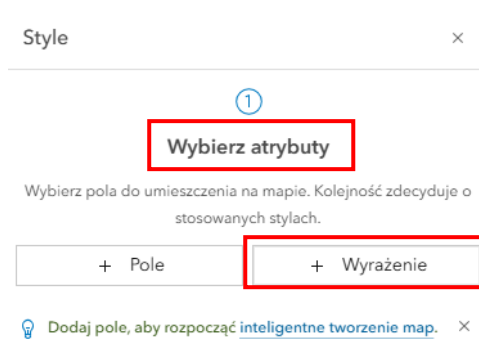 Style ×
1
Wybierz atrybuty
Wybierz pola do umieszczenia na mapie. Kolejność zdecyduje o
stosowanych stylach.
+ Pole + Wyrażenie
Dodaj pole, aby rozpocząć inteligentne tworzenie map. ×